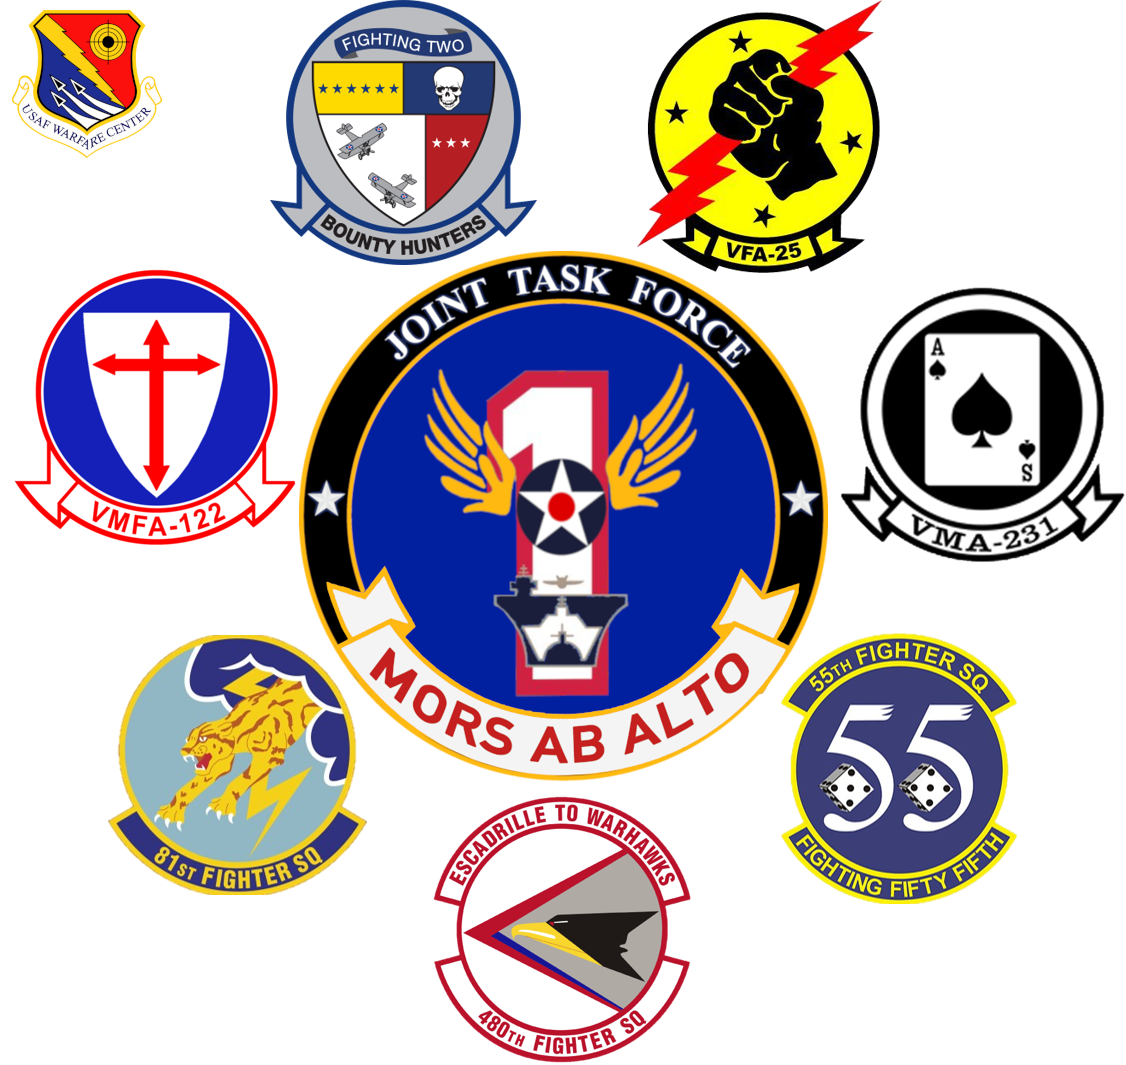 USAF WARFARE CENTER
FIGHTING TWO
BOUNTY HUNTERS
VFA-25
JOINT TASK FORCE
MORS AB ALTO
VMFA-122
A
S
VMA-231
81ST FIGHTER SQ
55TH FIGHTER SQ
55
FIGHTING FIFTY FIFTH
ESCADRILLE TO WARHAWKS
480TH FIGHTER SQ
1